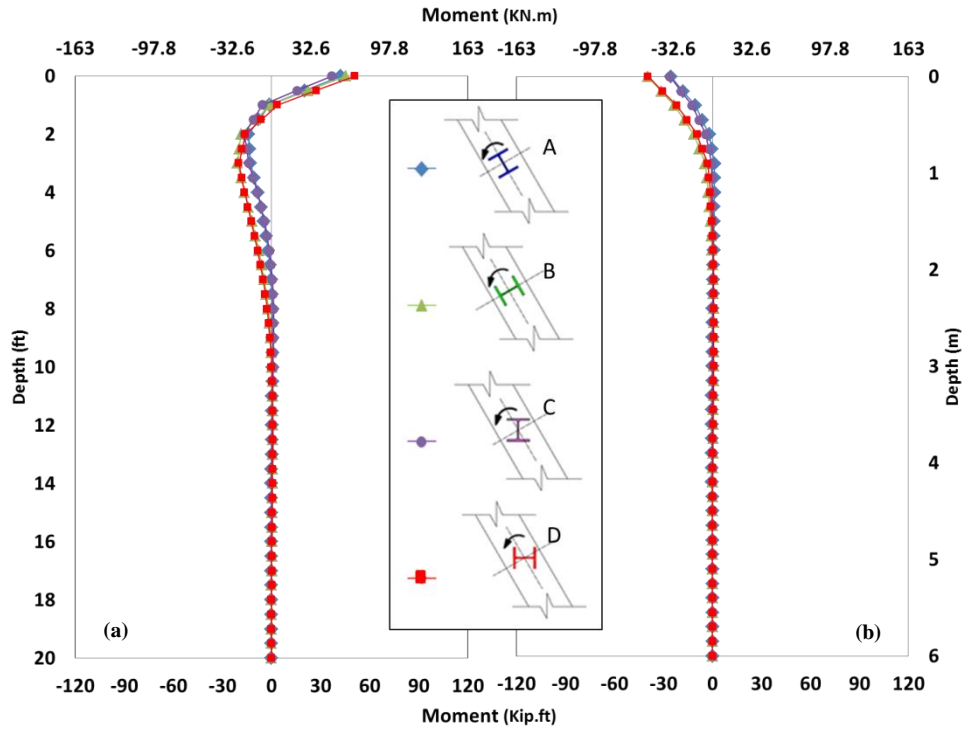 Moment (KN.m)
-163 -97.8 -32.6 32.6 97.8 163 -163 -97.8 -32.6 32.6 97.8 163
0 0
2
4 1
6
8 2
10 3
12
14 4
16
18 5
20 6
Depth (ft)
Depth (m)
A
B
C
D
(a) (b)
-120 -90 -60 -30 0 30 60 90 120 -60 -30 0 30 60 90 120
Moment (Kip.ft)